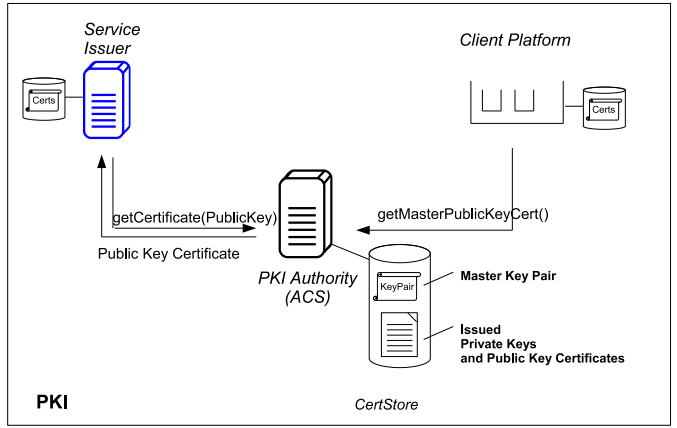 Service
Issuer
Client Platform
Certs
Certs
getCertificate(PublicKey)
getMasterPublicKeyCert()
Public Key Certificate
PKI Authority
(ACS)
KeyPair
Master Key Pair
Issued
Private Keys
and Public Key Certificates
PKI
CertStore